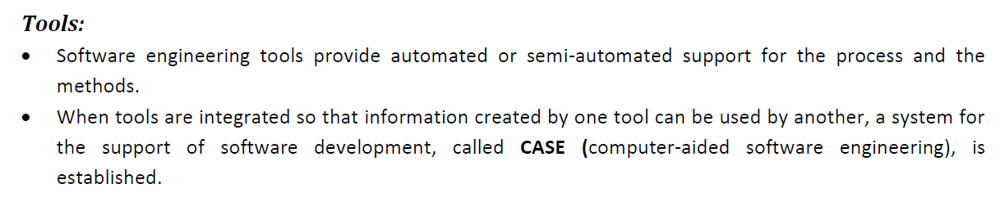 Tools:
• Software engineering tools provide automated or semi-automated support for the process and the
methods.
• When tools are integrated so that information created by one tool can be used by another, a system for
the support of software development, called CASE (computer-aided software engineering), is
established.